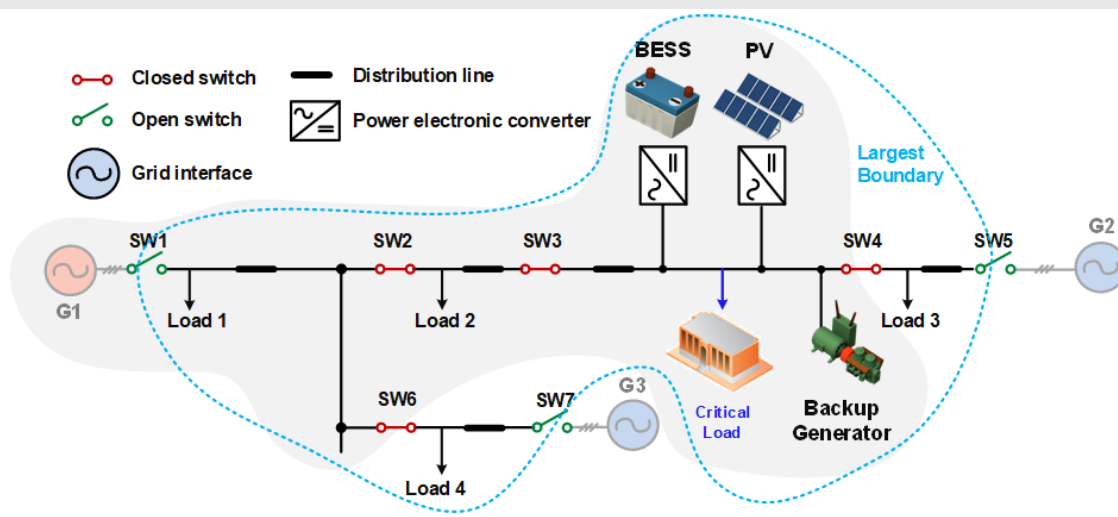 BESS
PV
Closed switch
Distribution line
Open switch
Power electronic converter
Grid interface
Largest
Boundary
G2
SW1
SW2
SW3
SW4
SW5
G1
Load 1
Load 2
Load 3
SW6
SW7
G3
Critical
Load
Backup
Generator
Load 4